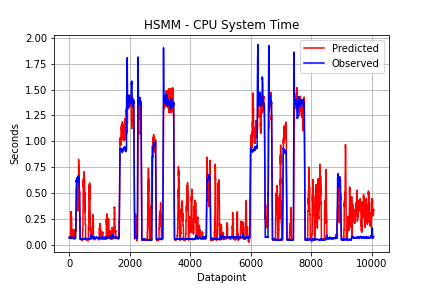 HSMM - CPU System Time
Predicted
Observed
Seconds
2.00
1.75
1.50
1.25
1.00
0.75
0.50
0.25
0.00
0 2000 4000 6000 8000 10000
Datapoint